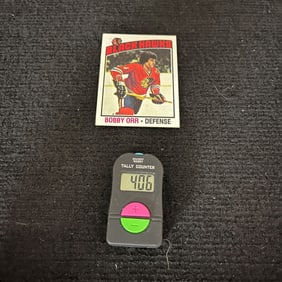 BLACK HAWKS
BOBBY ORR • DEFENSE
TALLY COUNTER
406
+
-